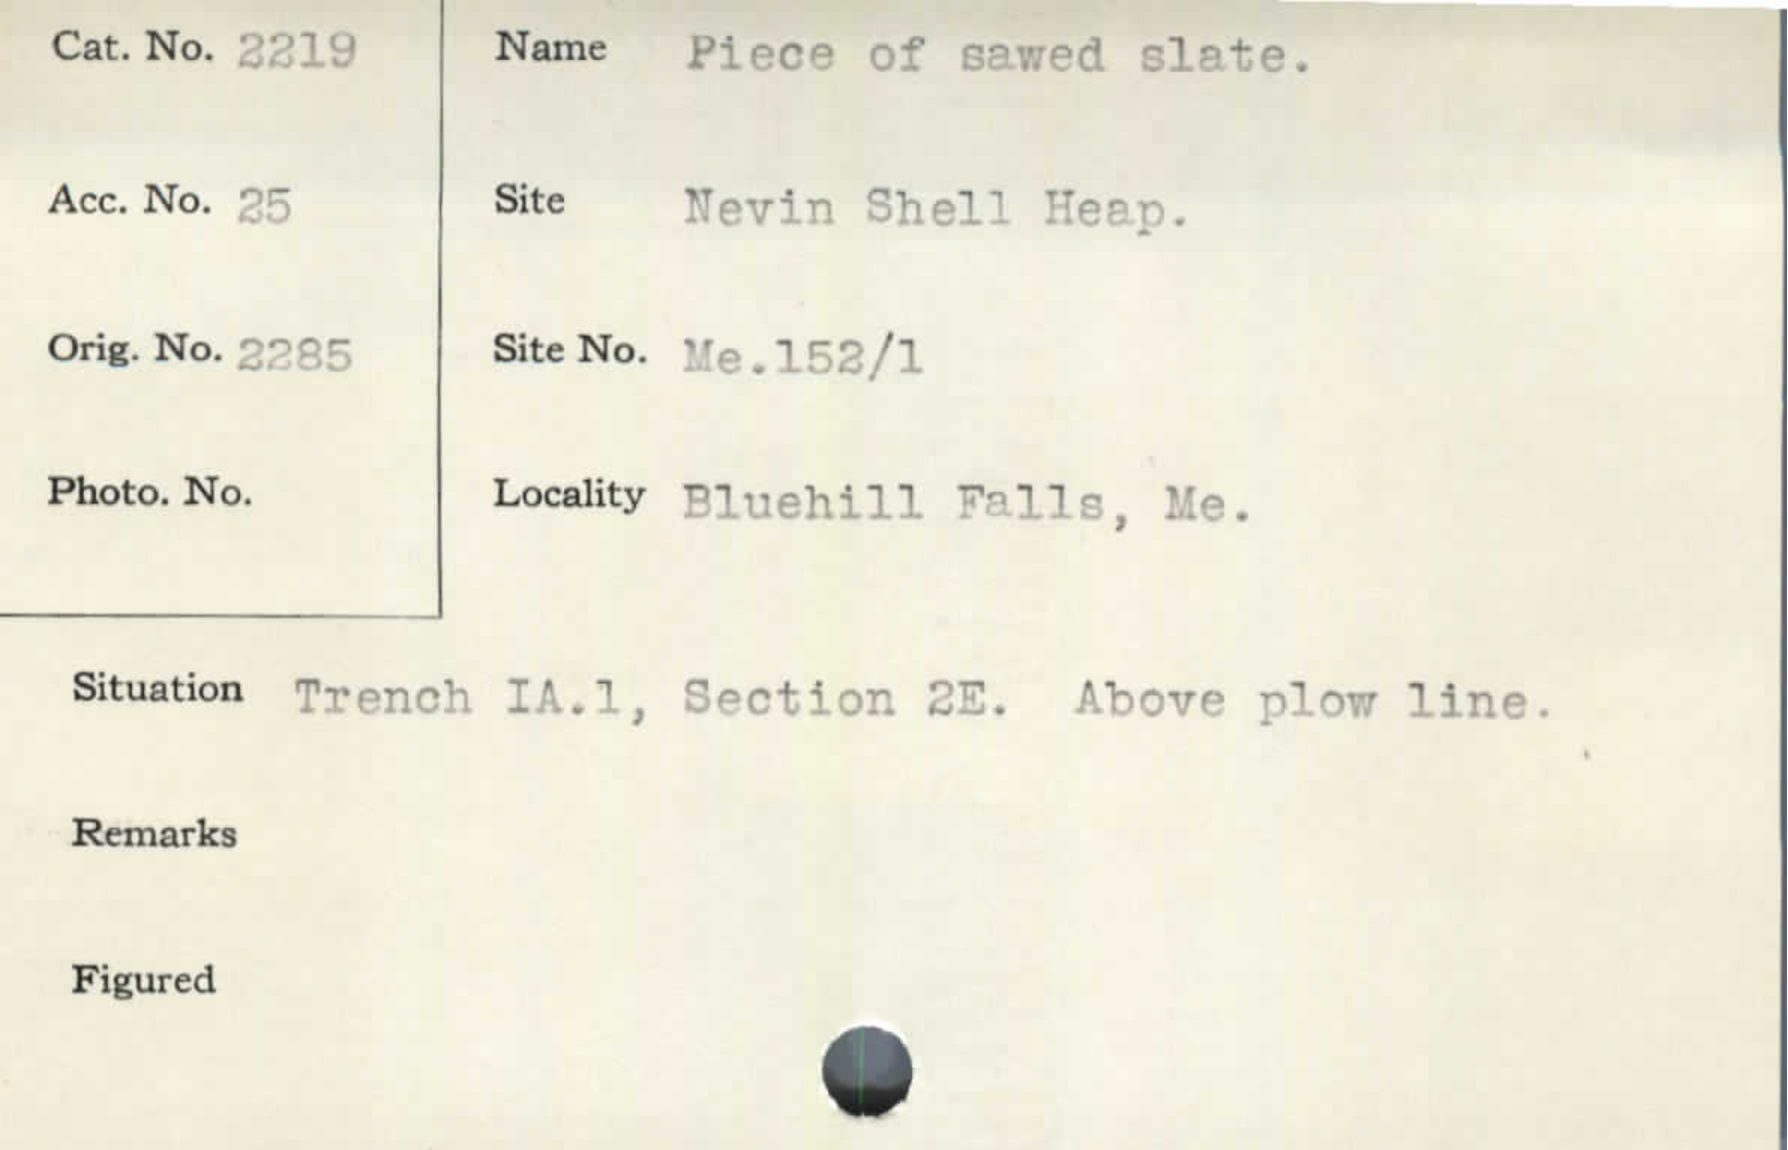 Cat. No. 2219
Name Piece of sawed slate.
Acc. No. 25
Site Nevin Shell Heap.
Orig. No. 2285
Site No. Me.152/1
Photo. No.
Locality Bluehill Falls, Me.
Situation Trench IA.1, Section 2E. Above plow line.
Remarks
Figured